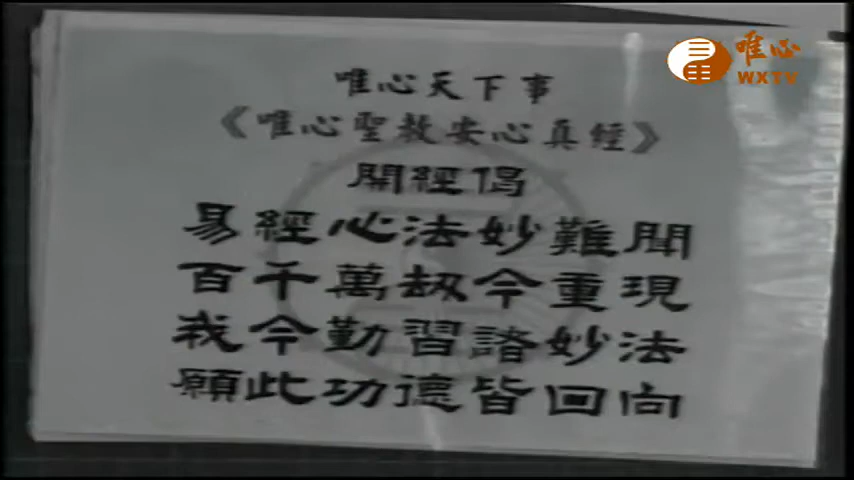 唯心
WXTV
唯心天下事
《唯心聖教安心真經》
開經偈
易經心法妙難聞
百千萬劫今重現
我今勤習諸妙法
願此功德皆回向